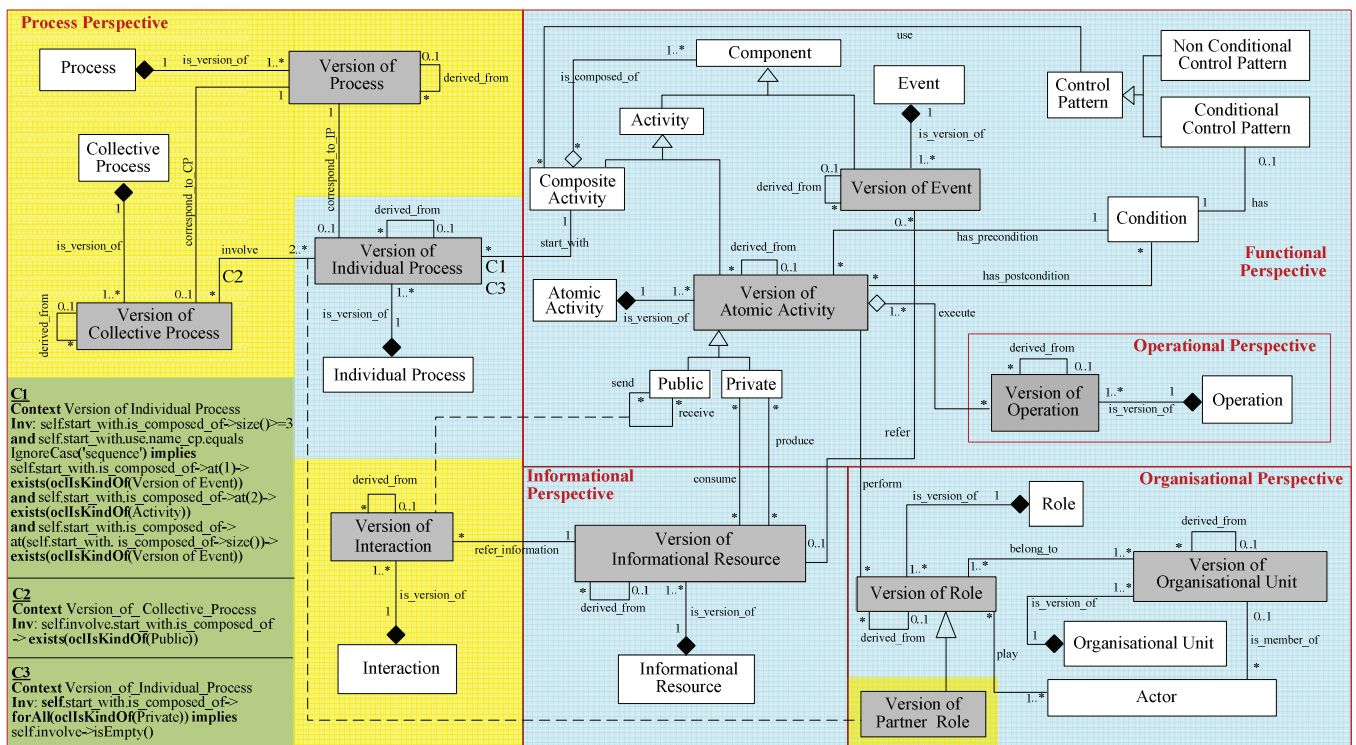 Process Perspective
Process
1
is_version_of
1..*
Version of
Process
0..1
derived_from
*
1
1
correspond_to_CP
correspond_to_IP
Collective
Process
1
is_version_of
1..*
0..1
involve
C2
*
2..*
0..1
derived_from
*
Version of
Collective Process
derived_from
*
0..1
0..1
Version of
Individual Process
*
C1
C3
1..*
is_version_of
1
Individual Process
C1
Context Version of Individual Process
Inv: self.start_with.is_composed_of->size()>=3
and self.start_with.use.name_cp.equals
IgnoreCase('sequence') implies
self.start_with.is_composed_of->at(1)->
exists(oclIsKindOf(Version of Event))
and self.start_with.is_composed_of->at(2)->
exists(oclIsKindOf(Activity))
and self.start_with.is_composed_of->
at(self.start_with.is_composed_of->size())->
exists(oclIsKindOf(Version of Event))
C2
Context Version_of_Collective_Process
Inv: self.involve.start_with.is_composed_of
-> exists(oclIsKindOf(Public))
C3
Context Version_of_Individual_Process
Inv: self.start_with.is_composed_of->
forAll(oclIsKindOf(Private)) implies
self.involve->isEmpty()
derived_from
*
0..1
Version of
Interaction
*
1..*
is_version_of
1
Interaction
use
Component
1..*
is_composed_of
Activity
*
*
Composite
Activity
1
start_with
Event
1
is_version_of
1..*
0..1
derived_from
*
Version of Event
0..*
Control
Pattern
Non Conditional
Control Pattern
Conditional
Control Pattern
0..1
has
1
Condition
1
has_precondition
*
*
has_postcondition
*
Functional
Perspective
derived_from
*
0..1
Atomic
Activity
1
is_version_of
1..*
Version of
Atomic Activity
1..*
execute
*
Public
Private
send
*
receive
*
*
*
produce
consume
*
*
refer
perform
Operational Perspective
derived_from
*
0..1
Version of
Operation
1..*
is_version_of
1
Operation
Informational
Perspective
refer_information
1
Version of
Informational Resource
0..1
*
0..1
derived_from
1..*
is_version_of
1
Informational
Resource
Organisational Perspective
is_version_of
1
Role
1..*
belong_to
1..*
derived_from
*
0..1
Version of
Organisational Unit
1..*
*
1..*
Version of Role
*
0..1
derived_from
*
play
1..*
is_version_of
1
Organisational Unit
0..1
is_member_of
*
Actor
Version of
Partner Role